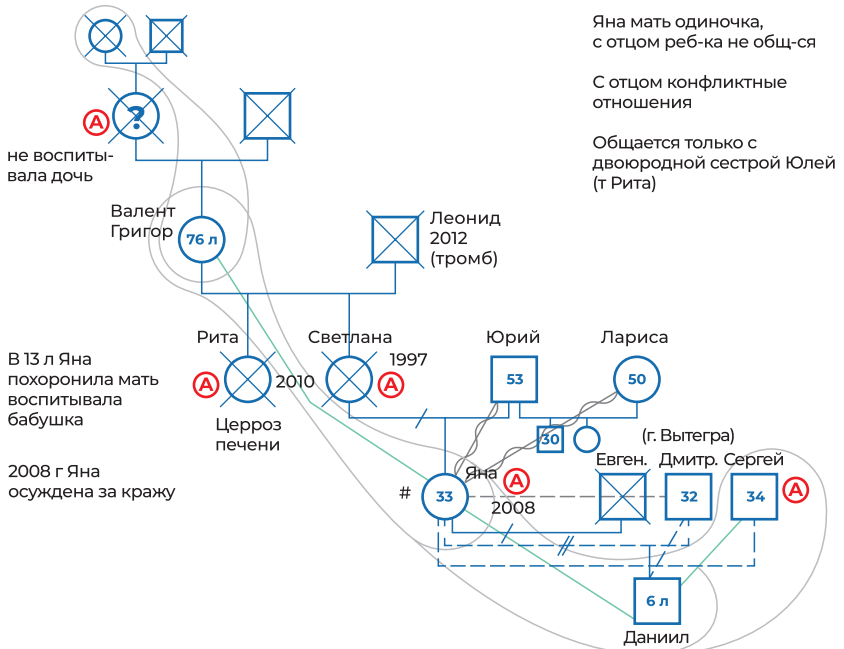 Яна мать одиночка,
с отцом реб-ка не общ-ся
С отцом конфликтные
отношения
Общается только с
двоюродной сестрой Юлей
(т Рита)
?
А
не воспиты-
вала дочь
Валент
Григор
76 л
Леонид
2012
(тромб)
Рита
А
2010
Церроз
печени
Светлана
1997
А
Юрий
53
Лариса
50
30
В 13 л Яна
похоронила мать
воспитывала
бабушка
2008 г Яна
осуждена за кражу
(г. Вытегра)
Яна
А
#
33
2008
Евген.
Дмитр.
32
Сергей
34
А
6 л
Даниил